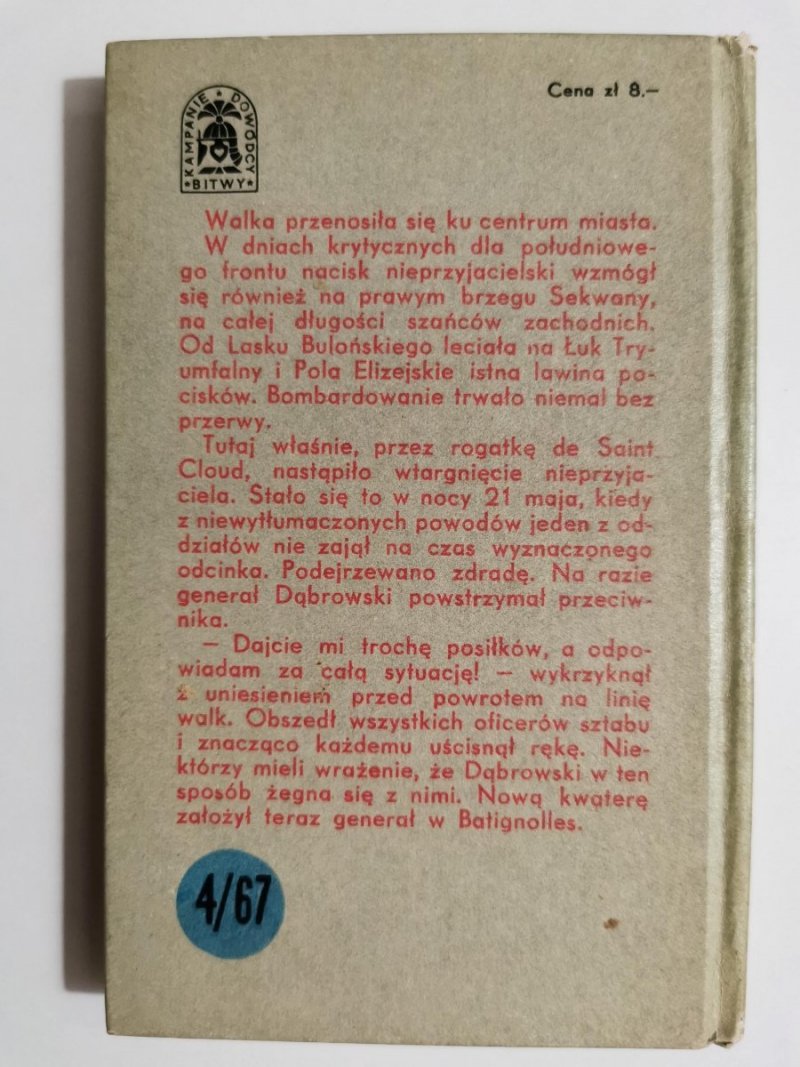 Cena zł 8.–
KAMPANIE * DOWÓDCY
* BITWY *
Walka przenosiła się ku centrum miasta.
W dniach krytycznych dla południowe-
go frontu nacisk nieprzyjacielski wzmógł
się również na prawym brzegu Sekwany,
na całej długości szańców zachodnich.
Od Lasku Bulońskiego leciała na Łuk Try-
umfalny i Pola Elizejskie istna lawina po-
cisków. Bombardowanie trwało niemal bez
przerwy.
Tutaj właśnie, przez rogatkę de Saint
Cloud, nastąpiło wtargnięcie nieprzyja-
ciela. Stało się to w nocy 21 maja, kiedy
z niewytłumaczonych powodów jeden z od-
działów nie zajął na czas wyznaczonego
odcinka. Podejrzewano zdradę. Na razie
generał Dąbrowski powstrzymał przeciw-
nika.
– Dajcie mi trochę posiłków, a odpo-
wiadam za całą sytuację! – wykrzyknął
z uniesieniem przed powrotem na linię
walk. Obszedł wszystkich oficerów sztabu
i znacząco każdemu uścisnął rękę. Nie-
którzy mieli wrażenie, że Dąbrowski w ten
sposób żegna się z nimi. Nową kwaterę
założył teraz generał w Batignolles.
4/67